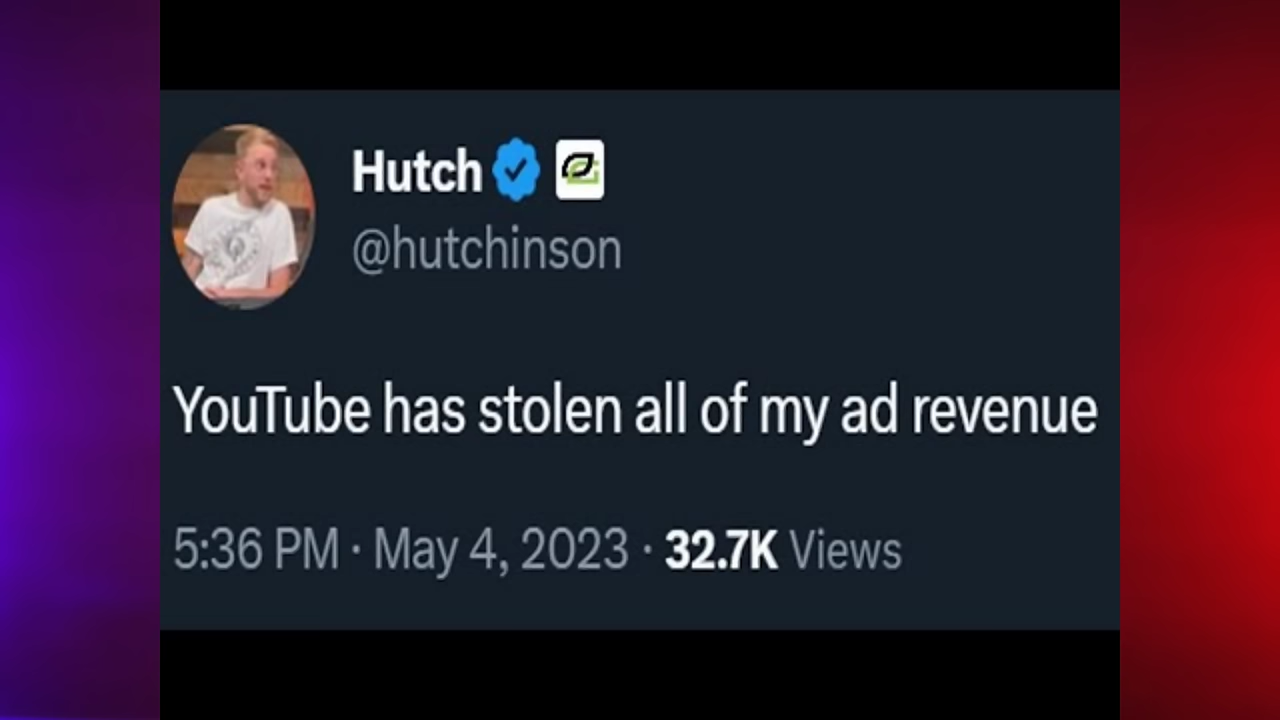 Hutch
@hutchinson
YouTube has stolen all of my ad revenue
5:36 PM · May 4, 2023 · 32.7K Views